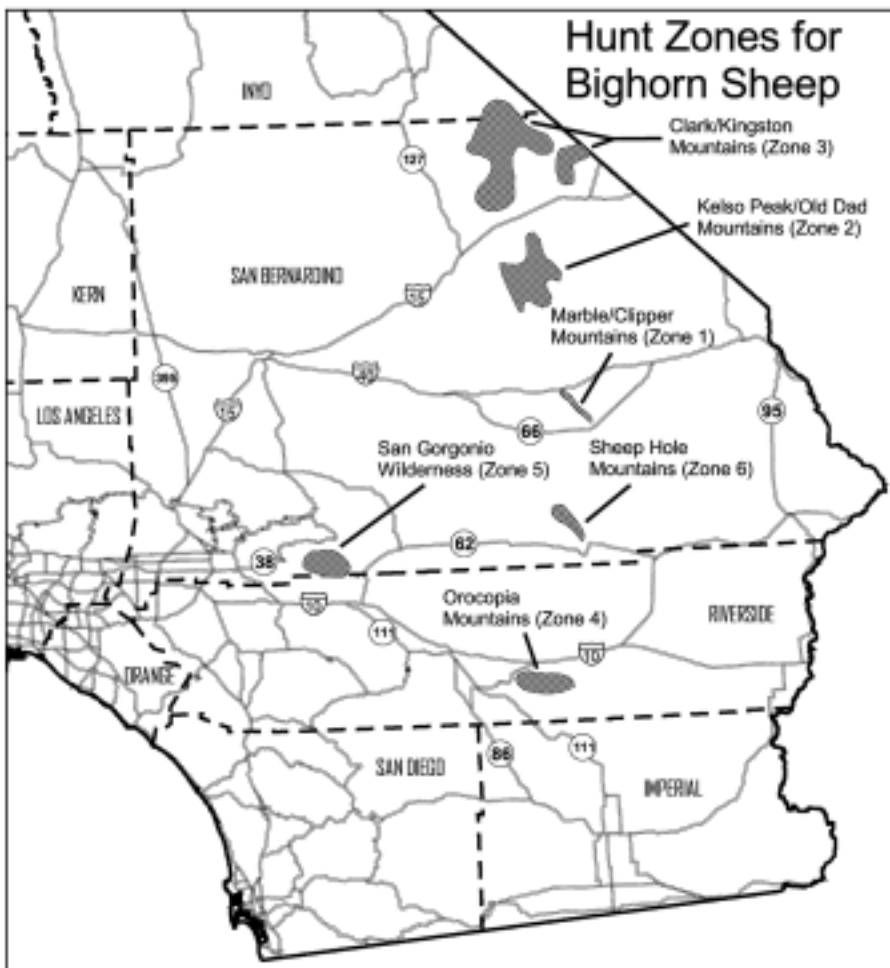 Hunt Zones for
Bighorn Sheep
INYO
Clark/Kingston
Mountains (Zone 3)
127
Kelso Peak/Old Dad
Mountains (Zone 2)
SAN BERNARDINO
KERN
15
Marble/Clipper
Mountains (Zone 1)
40
395
LOS ANGELES
15
95
66
San Gorgonio
Wilderness (Zone 5)
Sheep Hole
Mountains (Zone 6)
62
38
Orocopia
Mountains (Zone 4)
10
RIVERSIDE
111
10
ORANGE
SAN DIEGO
86
111
IMPERIAL